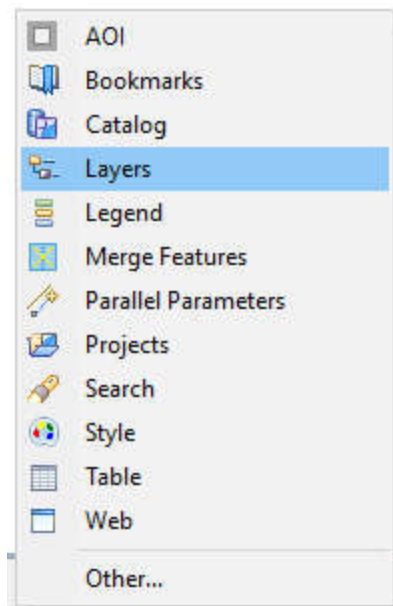 AOI
Bookmarks
Catalog
Layers
Legend
Merge Features
Parallel Parameters
Projects
Search
Style
Table
Web
Other...